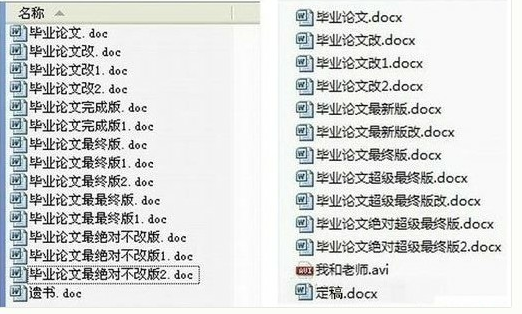 名称
毕业论文.doc
毕业论文改.doc
毕业论文改1.doc
毕业论文改2.doc
毕业论文完成版.doc
毕业论文完成版1.doc
毕业论文最终版.doc
毕业论文最终版1.doc
毕业论文最终版2.doc
毕业论文最最终版.doc
毕业论文最最终版1.doc
毕业论文最绝对不改版.doc
毕业论文最绝对不改版1.doc
毕业论文最绝对不改版2.doc
遗书.doc
毕业论文.docx
毕业论文改.docx
毕业论文改1.docx
毕业论文改2.docx
毕业论文最新版.docx
毕业论文最新版改.docx
毕业论文最终版.docx
毕业论文超级最终版.docx
毕业论文超级最终版改.docx
毕业论文绝对超级最终版.docx
毕业论文绝对超级最终版2.docx
我和老师.avi
定稿.docx